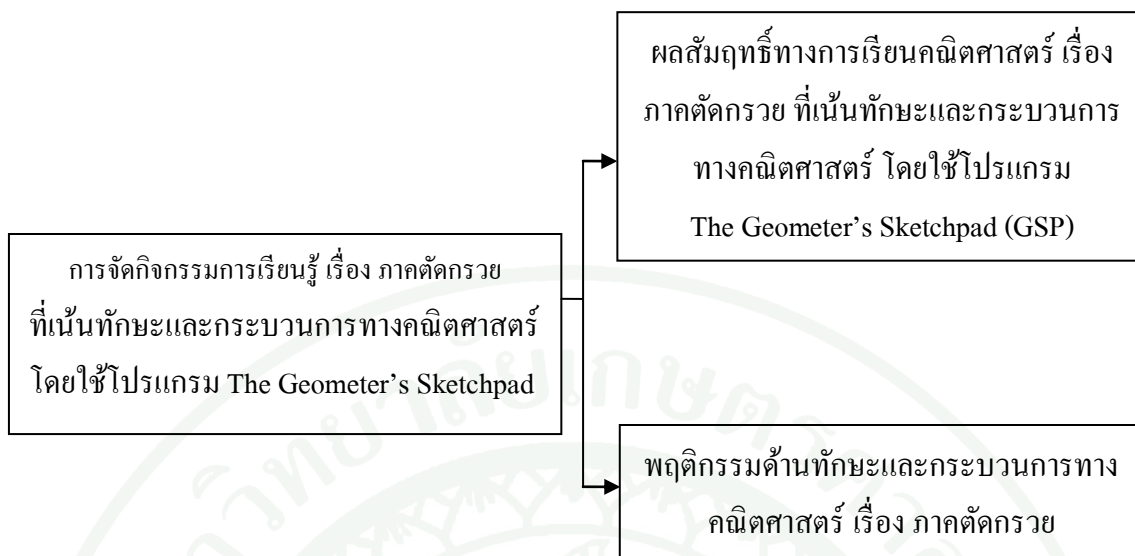 ผลสัมฤทธิ์ทางการเรียนคณิตศาสตร์ เรื่อง
ภาคตัดกรวย ที่เน้นทักษะและกระบวนการ
ทางคณิตศาสตร์ โดยใช้โปรแกรม
The Geometer’s Sketchpad (GSP)
การจัดกิจกรรมการเรียนรู้ เรื่อง ภาคตัดกรวย
ที่เน้นทักษะและกระบวนการทางคณิตศาสตร์
โดยใช้โปรแกรม The Geometer’s Sketchpad
พฤติกรรมด้านทักษะและกระบวนการทาง
คณิตศาสตร์ เรื่อง ภาคตัดกรวย